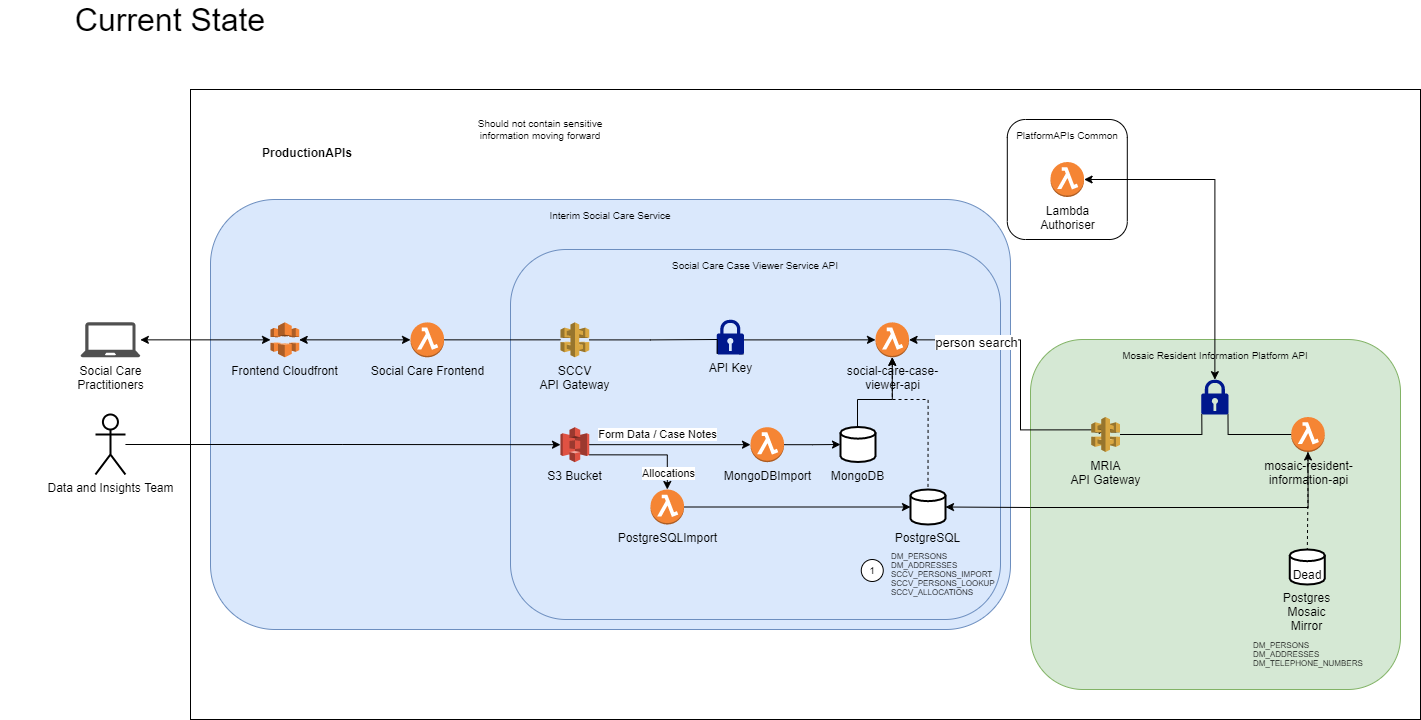 Current State
Should not contain sensitive
information moving forward
ProductionAPIs
PlatformAPIs Common
Lambda
Authoriser
Interim Social Care Service
Social Care Case Viewer Service API
Mosaic Resident Information Platform API
person search
Social Care
Practitioners
Frontend Cloudfront
Social Care Frontend
SCCV
API Gateway
API Key
social-care-case-
viewer-api
Data and Insights Team
S3 Bucket
Form Data / Case Notes
MongoDBImport
MongoDB
Allocations
PostgreSQLImport
PostgreSQL
1
DM_PERSONS
DM_ADDRESSES
SCCV_PERSONS_IMPORT
SCCV_PERSONS_LOOKUP
SCCV_ALLOCATIONS
MRIA
API Gateway
mosaic-resident-
information-api
Dead
Postgres
Mosaic
Mirror
DM_PERSONS
DM_ADDRESSES
DM_TELEPHONE_NUMBERS